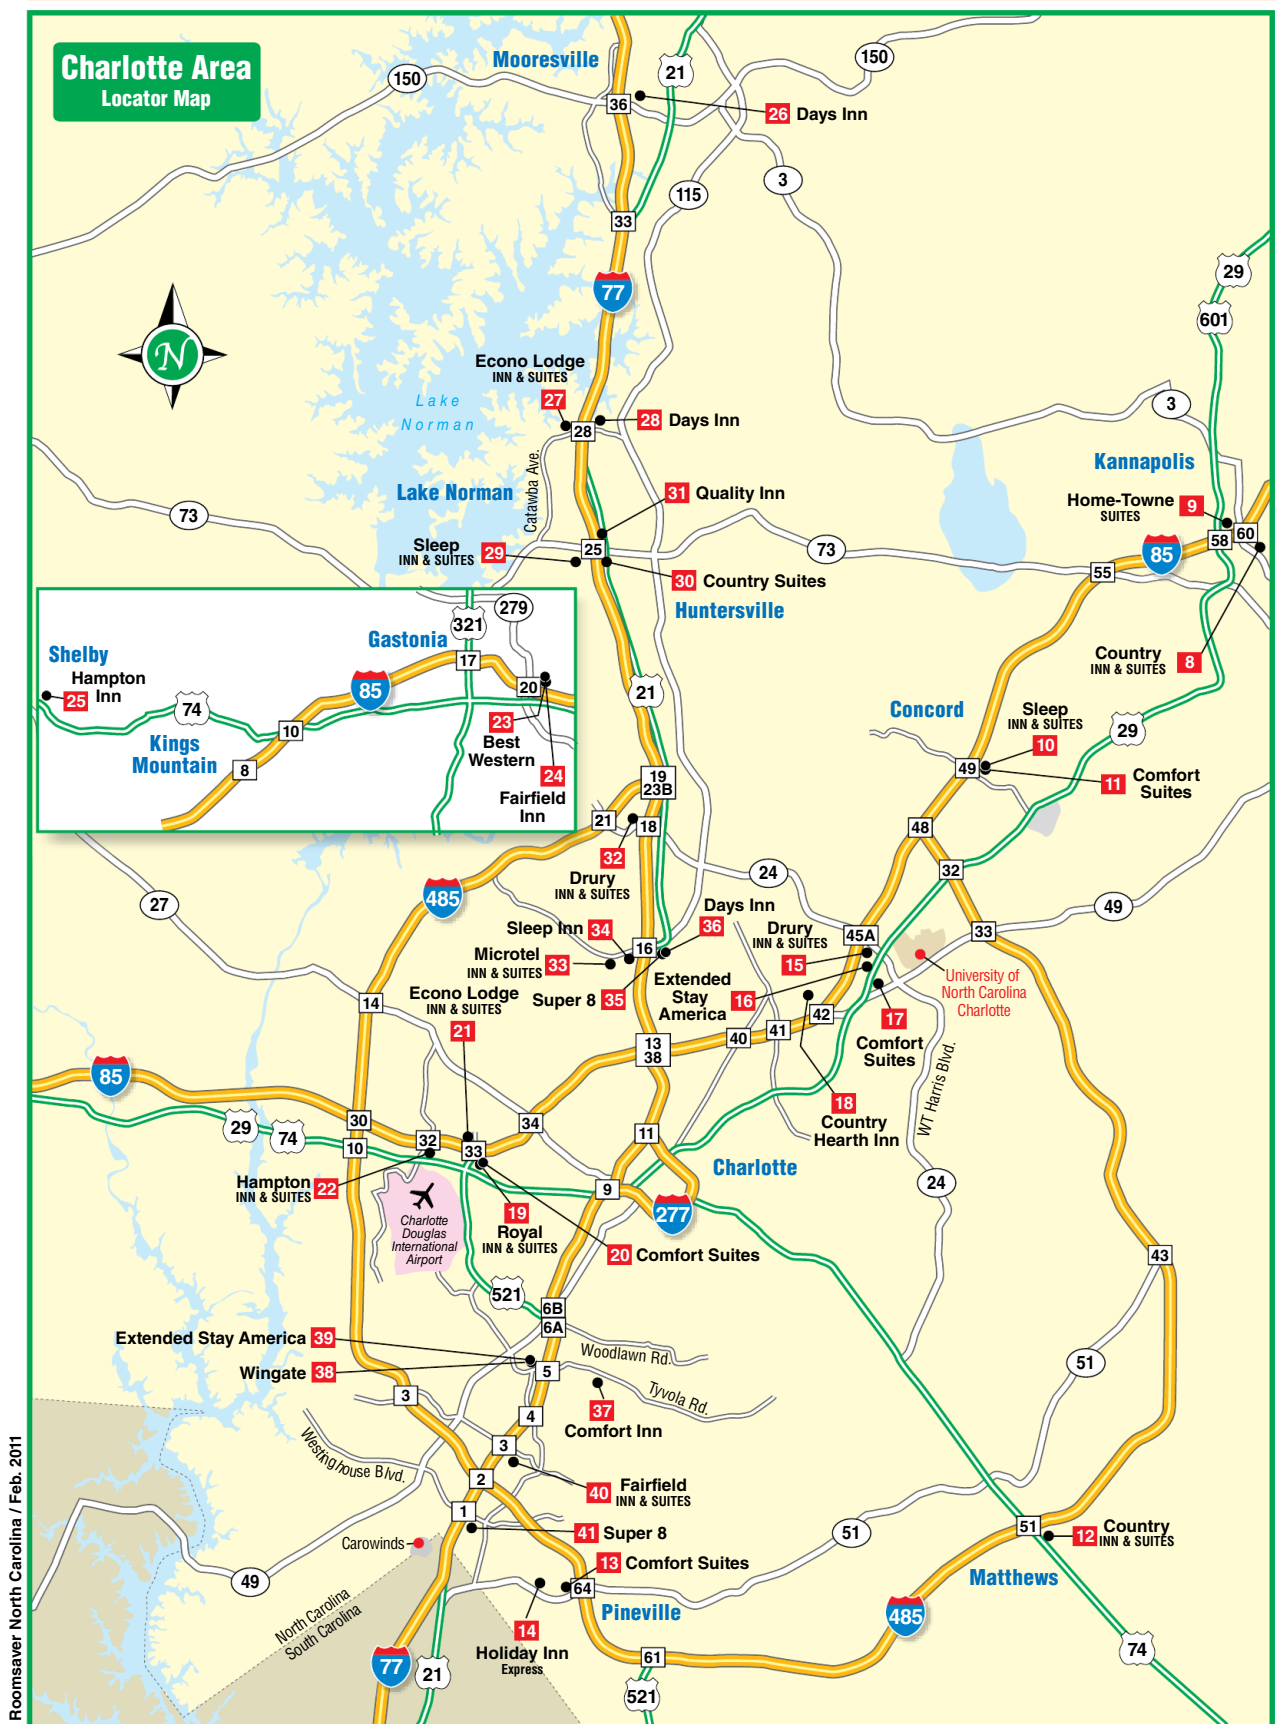 Charlotte Area
Locator Map
Mooresville
150
21
150
36
26 Days Inn
115
3
33
77
29
601
N
Econo Lodge
INN & SUITES
27
Lake
Norman
28
28 Days Inn
3
Kannapolis
Lake Norman
Catawba Ave.
31 Quality Inn
Home-Towne
SUITES
9
73
Sleep
INN & SUITES
29
25
73
58
60
85
55
30 Country Suites
Huntersville
279
321
Gastonia
Shelby
Hampton
Inn
25
17
85
20
74
10
Kings
Mountain
8
23
Best
Western
24
Fairfield
Inn
21
Country
INN & SUITES
8
Concord
Sleep
INN & SUITES
10
29
49
11
Comfort
Suites
19
23B
21
18
48
32
Drury
INN & SUITES
24
32
485
27
49
Days Inn
36
Sleep Inn 34
16
Drury
INN & SUITES
15
45A
33
Microtel
INN & SUITES
33
Super 8 35
Extended
Stay
America
16
University of
North Carolina
Charlotte
Econo Lodge
INN & SUITES
21
14
42
17
Comfort
Suites
40
41
13
38
WT Harris Blvd.
85
18
Country
Hearth Inn
29
74
30
10
32
33
34
11
Charlotte
Hampton
INN & SUITES
22
9
24
277
Charlotte
Douglas
International
Airport
19
Royal
INN & SUITES
20 Comfort Suites
43
521
6B
6A
Extended Stay America 39
Wingate 38
Woodlawn Rd.
5
Tyvola Rd.
51
3
37
Comfort Inn
4
Westinghouse Blvd.
3
2
40 Fairfield
INN & SUITES
1
41 Super 8
Carowinds
51
51
12 Country
INN & SUITES
13 Comfort Suites
49
64
Matthews
North Carolina
South Carolina
14
Holiday Inn
Express
Pineville
485
61
74
77
21
521
Roomsaver North Carolina / Feb. 2011